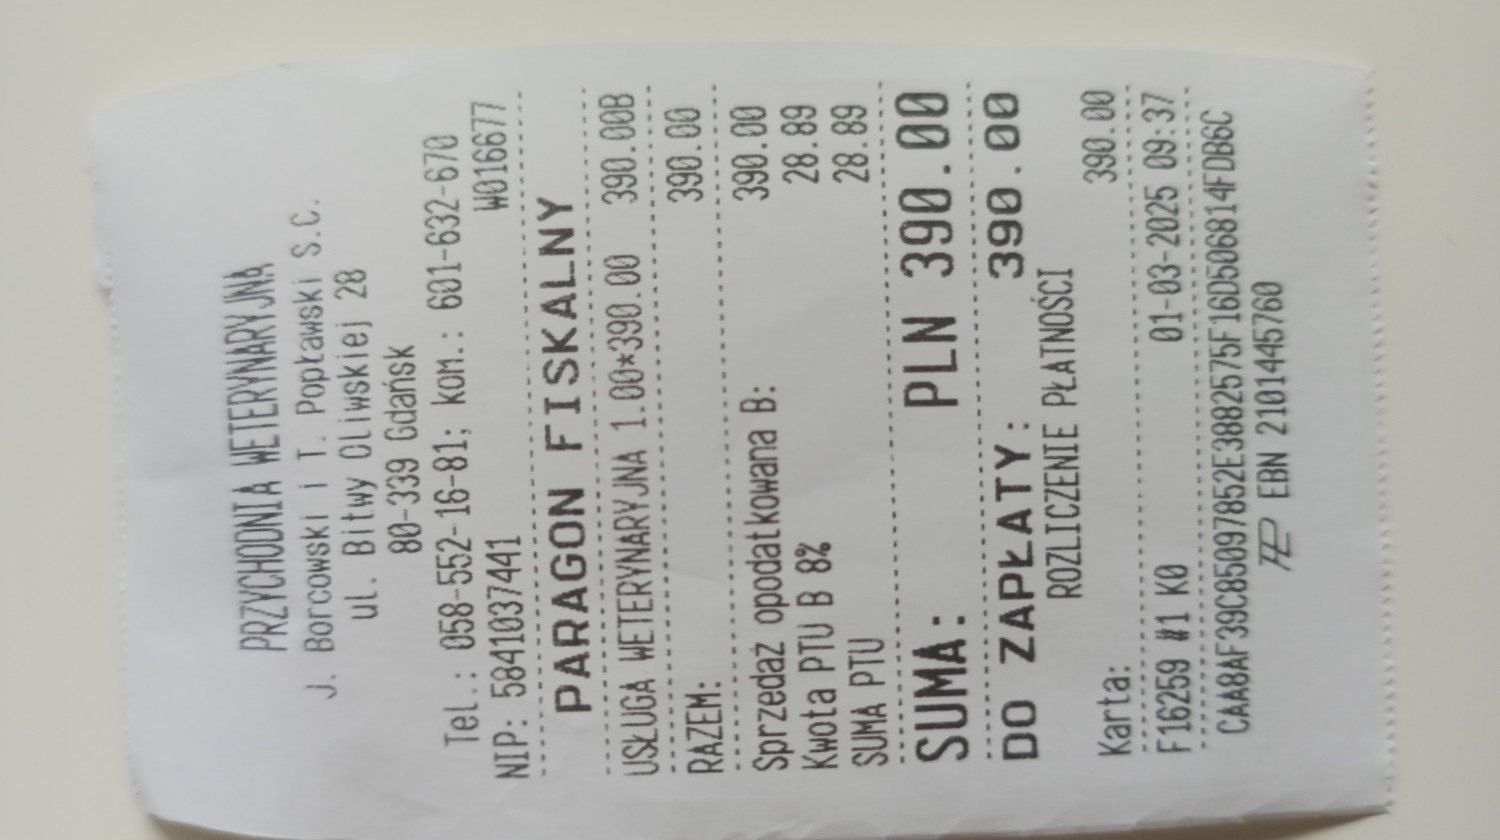 PRZYCHODNIA WETERYNARYJNA
J. Borcowski i T. Popławski S.C.
ul. Bitwy Oliwskiej 28
80-339 Gdańsk
Tel.: 058-552-16-81; kom.: 601-632-670
NIP: 5841037441 W016677
PARAGON FISKALNY
USŁUGA WETERYNARYJNA 1.00*390.00 390.00B
RAZEM: 390.00
Sprzedaż opodatkowana B: 390.00
Kwota PTU B 8% 28.89
SUMA PTU 28.89
SUMA: PLN 390.00
DO ZAPŁATY: 390.00
ROZLICZENIE PŁATNOŚCI
Karta: 390.00
F16259 #1 K0 01-03-2025 09:37
CAA8AF39C85097852E3882575F16D506814FDB6C
EBN 2101445760